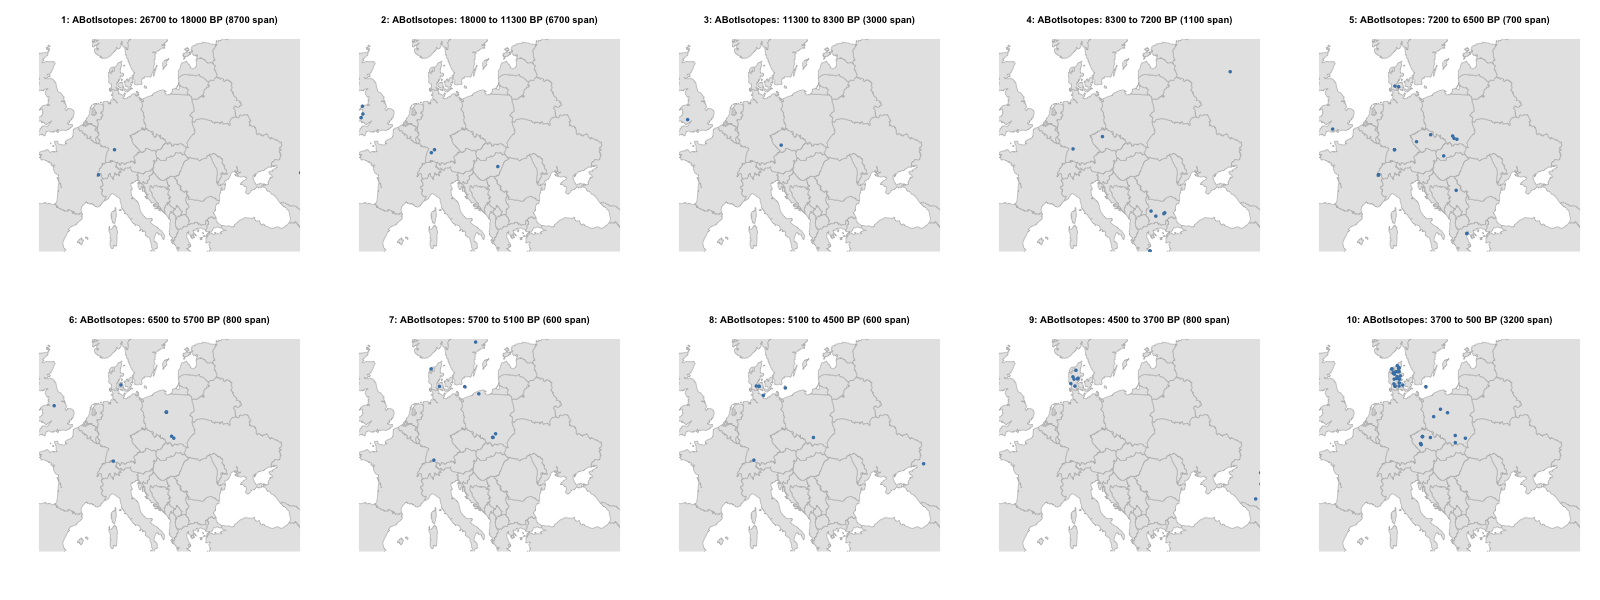 1: ABotIsotopes: 26700 to 18000 BP (8700 span)
2: ABotIsotopes: 18000 to 11300 BP (6700 span)
3: ABotIsotopes: 11300 to 8300 BP (3000 span)
4: ABotIsotopes: 8300 to 7200 BP (1100 span)
5: ABotIsotopes: 7200 to 6500 BP (700 span)
6: ABotIsotopes: 6500 to 5700 BP (800 span)
7: ABotIsotopes: 5700 to 5100 BP (600 span)
8: ABotIsotopes: 5100 to 4500 BP (600 span)
9: ABotIsotopes: 4500 to 3700 BP (800 span)
10: ABotIsotopes: 3700 to 500 BP (3200 span)